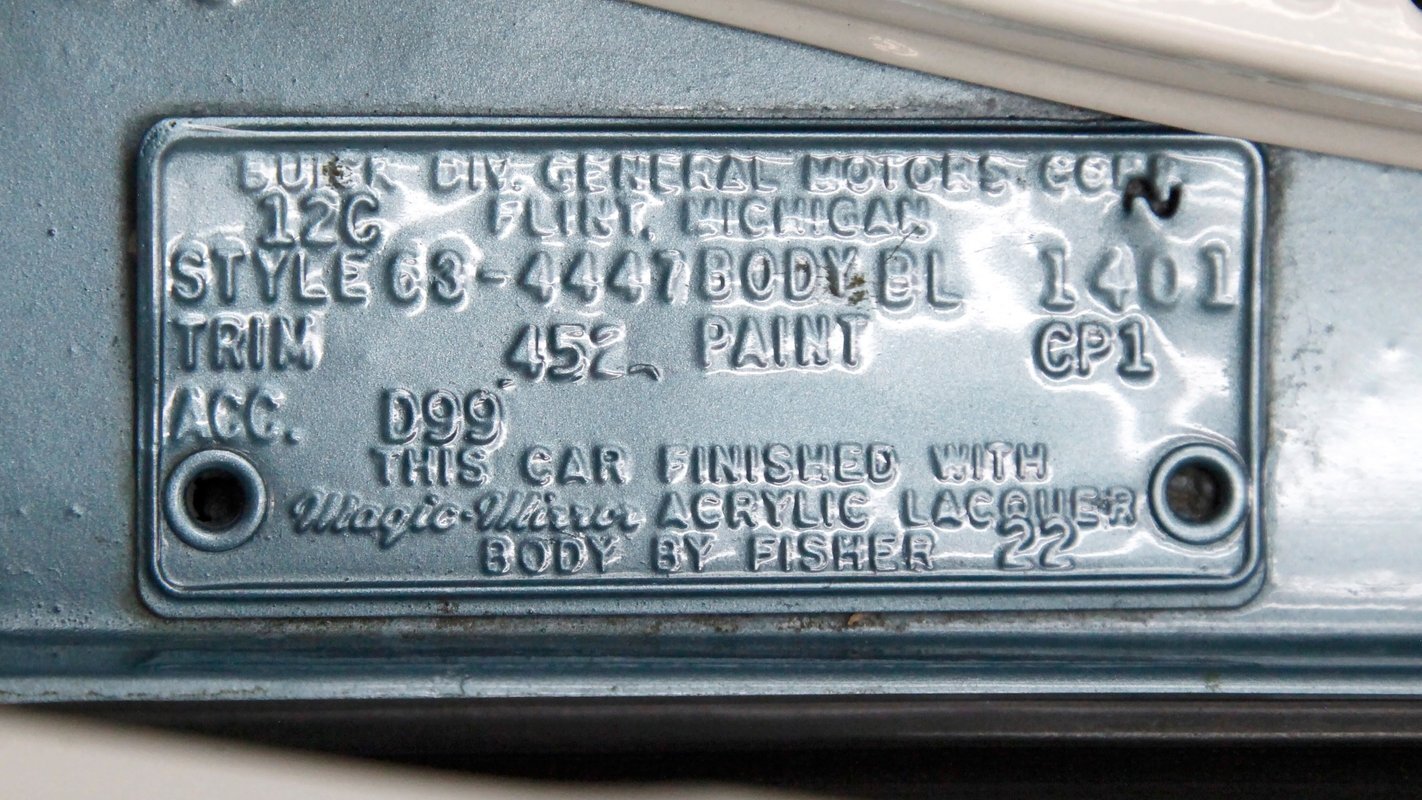 BUICK DIV. GENERAL MOTORS CORP.
12C FLINT, MICHIGAN
STYLE 63-4447 BODY BL 1401
TRIM 452 PAINT CP1
ACC. D99
THIS CAR FINISHED WITH
Magic-Mirror ACRYLIC LACQUER
BODY BY FISHER 22